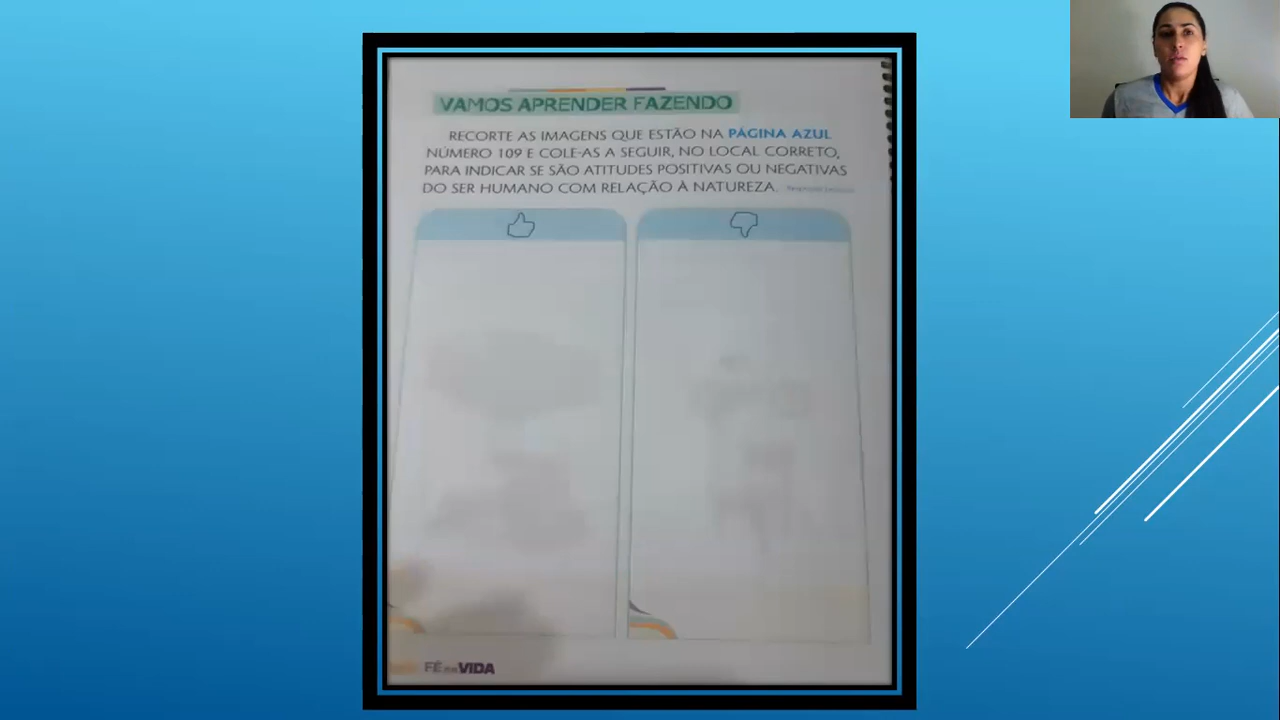 VAMOS APRENDER FAZENDO
RECORTE AS IMAGENS QUE ESTÃO NA PÁGINA AZUL
NÚMERO 109 E COLE-AS A SEGUIR, NO LOCAL CORRETO,
PARA INDICAR SE SÃO ATITUDES POSITIVAS OU NEGATIVAS
DO SER HUMANO COM RELAÇÃO À NATUREZA.
FÉ na VIDA